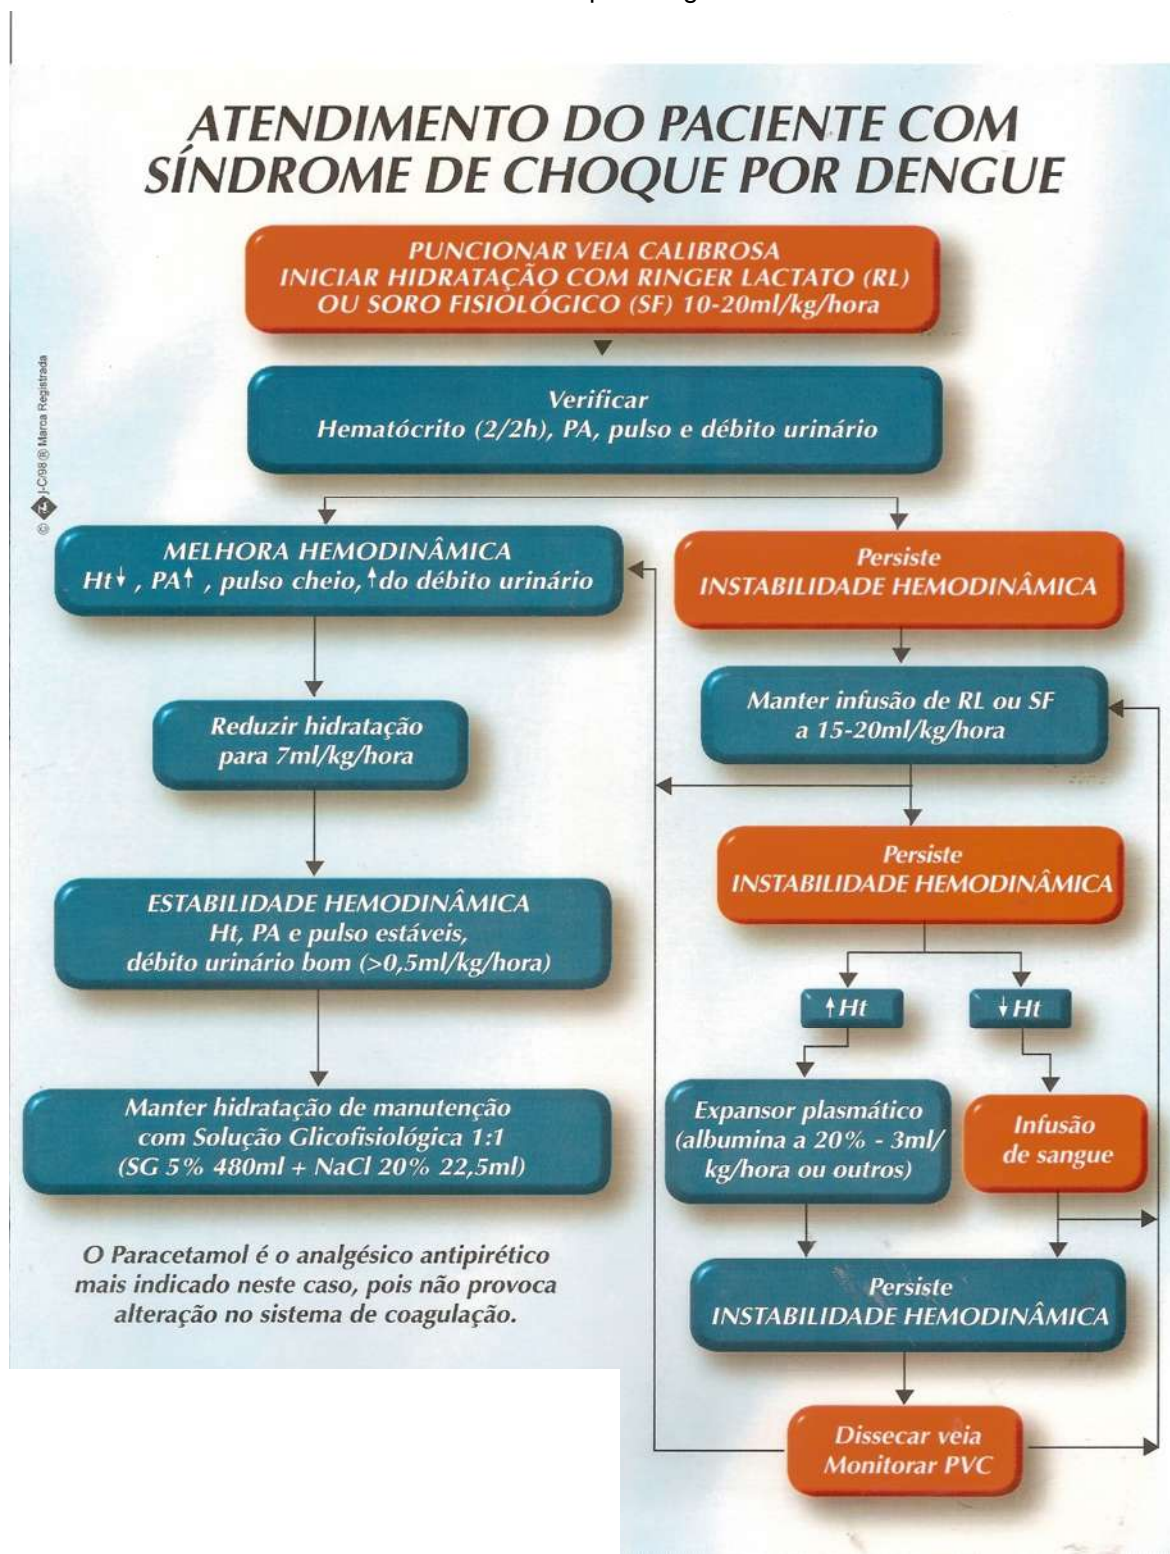 ATENDIMENTO DO PACIENTE COM
SÍNDROME DE CHOQUE POR DENGUE
PUNCIONAR VEIA CALIBROSA
INICIAR HIDRATAÇÃO COM RINGER LACTATO (RL)
OU SORO FISIOLÓGICO (SF) 10-20ml/kg/hora
Verificar
Hematócrito (2/2h), PA, pulso e débito urinário
© J-C/98 ® Marca Registrada
MELHORA HEMODINÂMICA
Ht↓ , PA↑ , pulso cheio, ↑do débito urinário
Reduzir hidratação
para 7ml/kg/hora
ESTABILIDADE HEMODINÂMICA
Ht, PA e pulso estáveis,
débito urinário bom (>0,5ml/kg/hora)
Manter hidratação de manutenção
com Solução Glicofisiológica 1:1
(SG 5% 480ml + NaCl 20% 22,5ml)
O Paracetamol é o analgésico antipirético
mais indicado neste caso, pois não provoca
alteração no sistema de coagulação.
Persiste
INSTABILIDADE HEMODINÂMICA
Manter infusão de RL ou SF
a 15-20ml/kg/hora
Persiste
INSTABILIDADE HEMODINÂMICA
↑Ht
↓Ht
Expansor plasmático
(albumina a 20% - 3ml/
kg/hora ou outros)
Infusão
de sangue
Persiste
INSTABILIDADE HEMODINÂMICA
Dissecar veia
Monitorar PVC